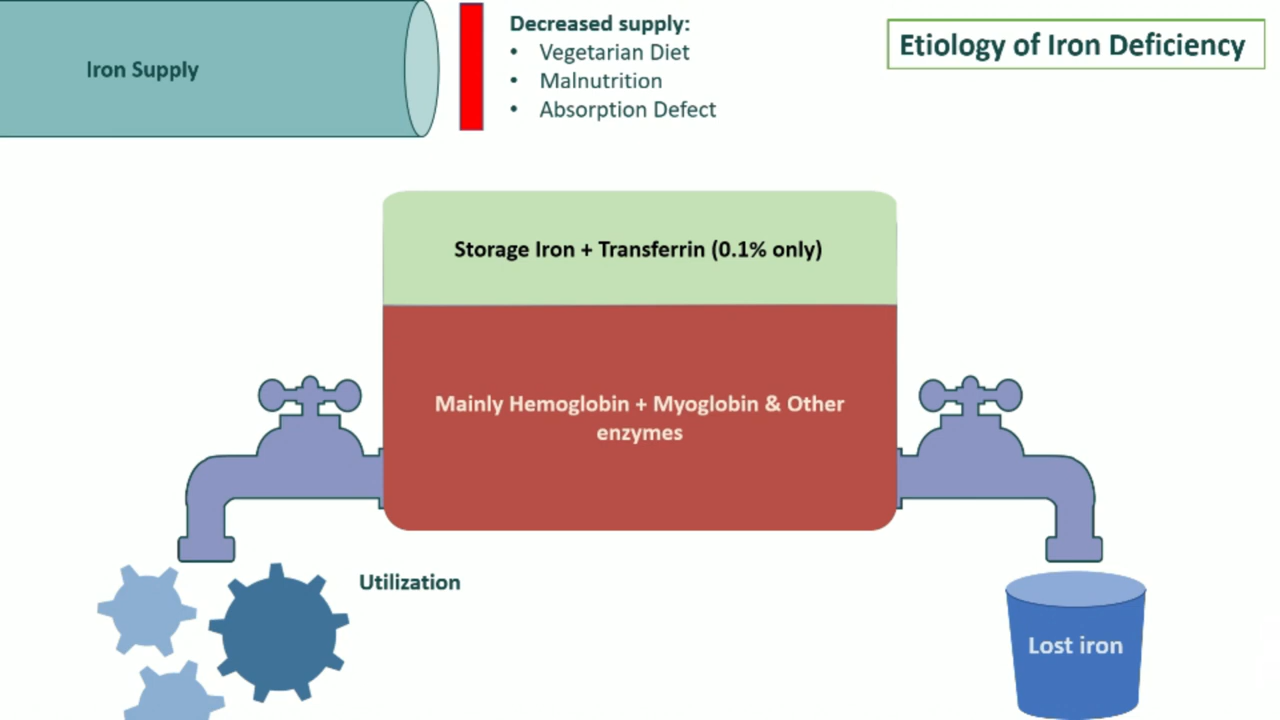 Iron Supply
Decreased supply:
• Vegetarian Diet
• Malnutrition
• Absorption Defect
Etiology of Iron Deficiency
Storage Iron + Transferrin (0.1% only)
Mainly Hemoglobin + Myoglobin & Other
enzymes
Utilization
Lost iron